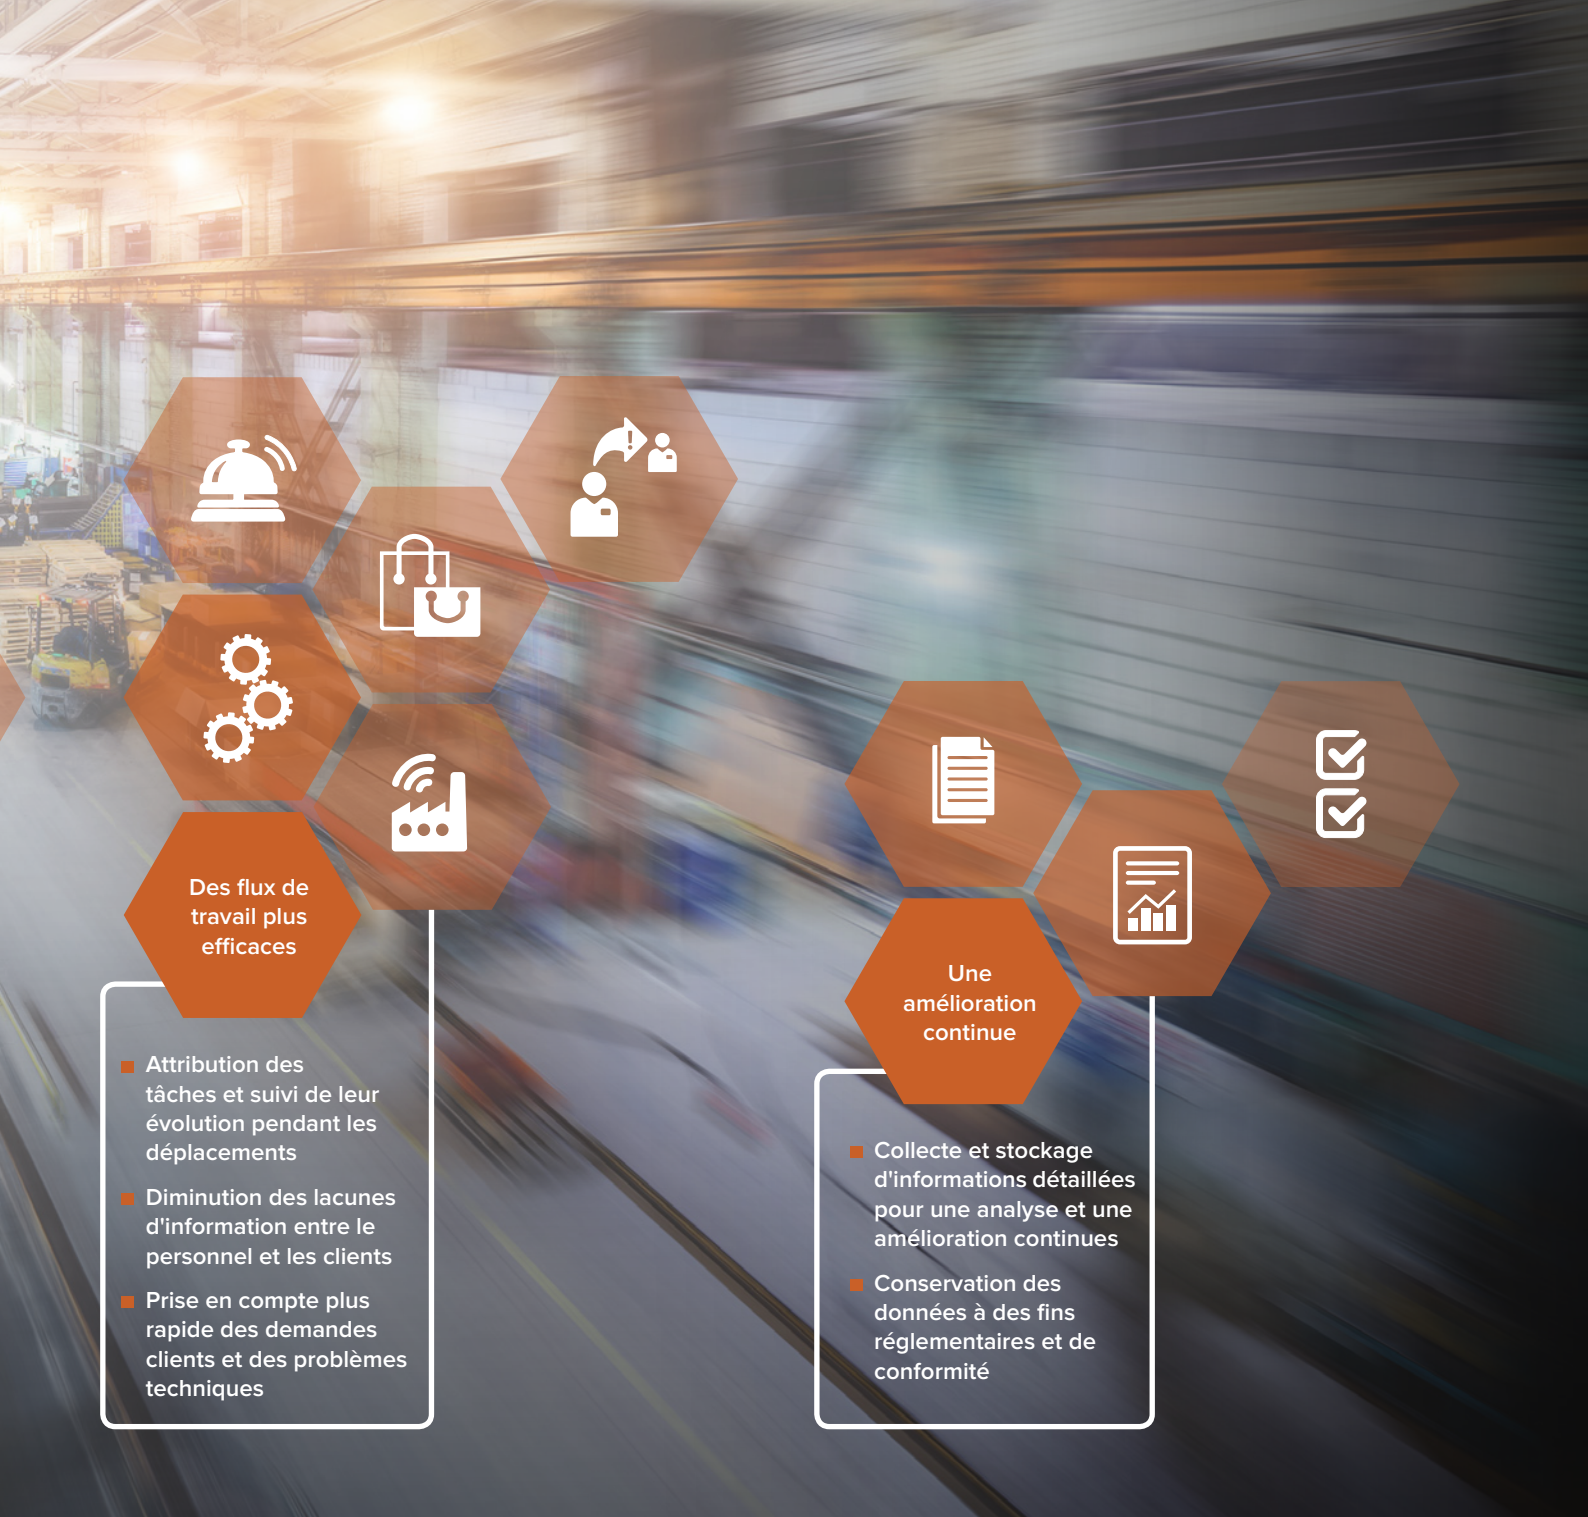 Des flux de
travail plus
efficaces
Attribution des
tâches et suivi de leur
évolution pendant les
déplacements
Diminution des lacunes
d'information entre le
personnel et les clients
Prise en compte plus
rapide des demandes
clients et des problèmes
techniques
Une
amélioration
continue
Collecte et stockage
d'informations détaillées
pour une analyse et une
amélioration continues
Conservation des
données à des fins
réglementaires et de
conformité